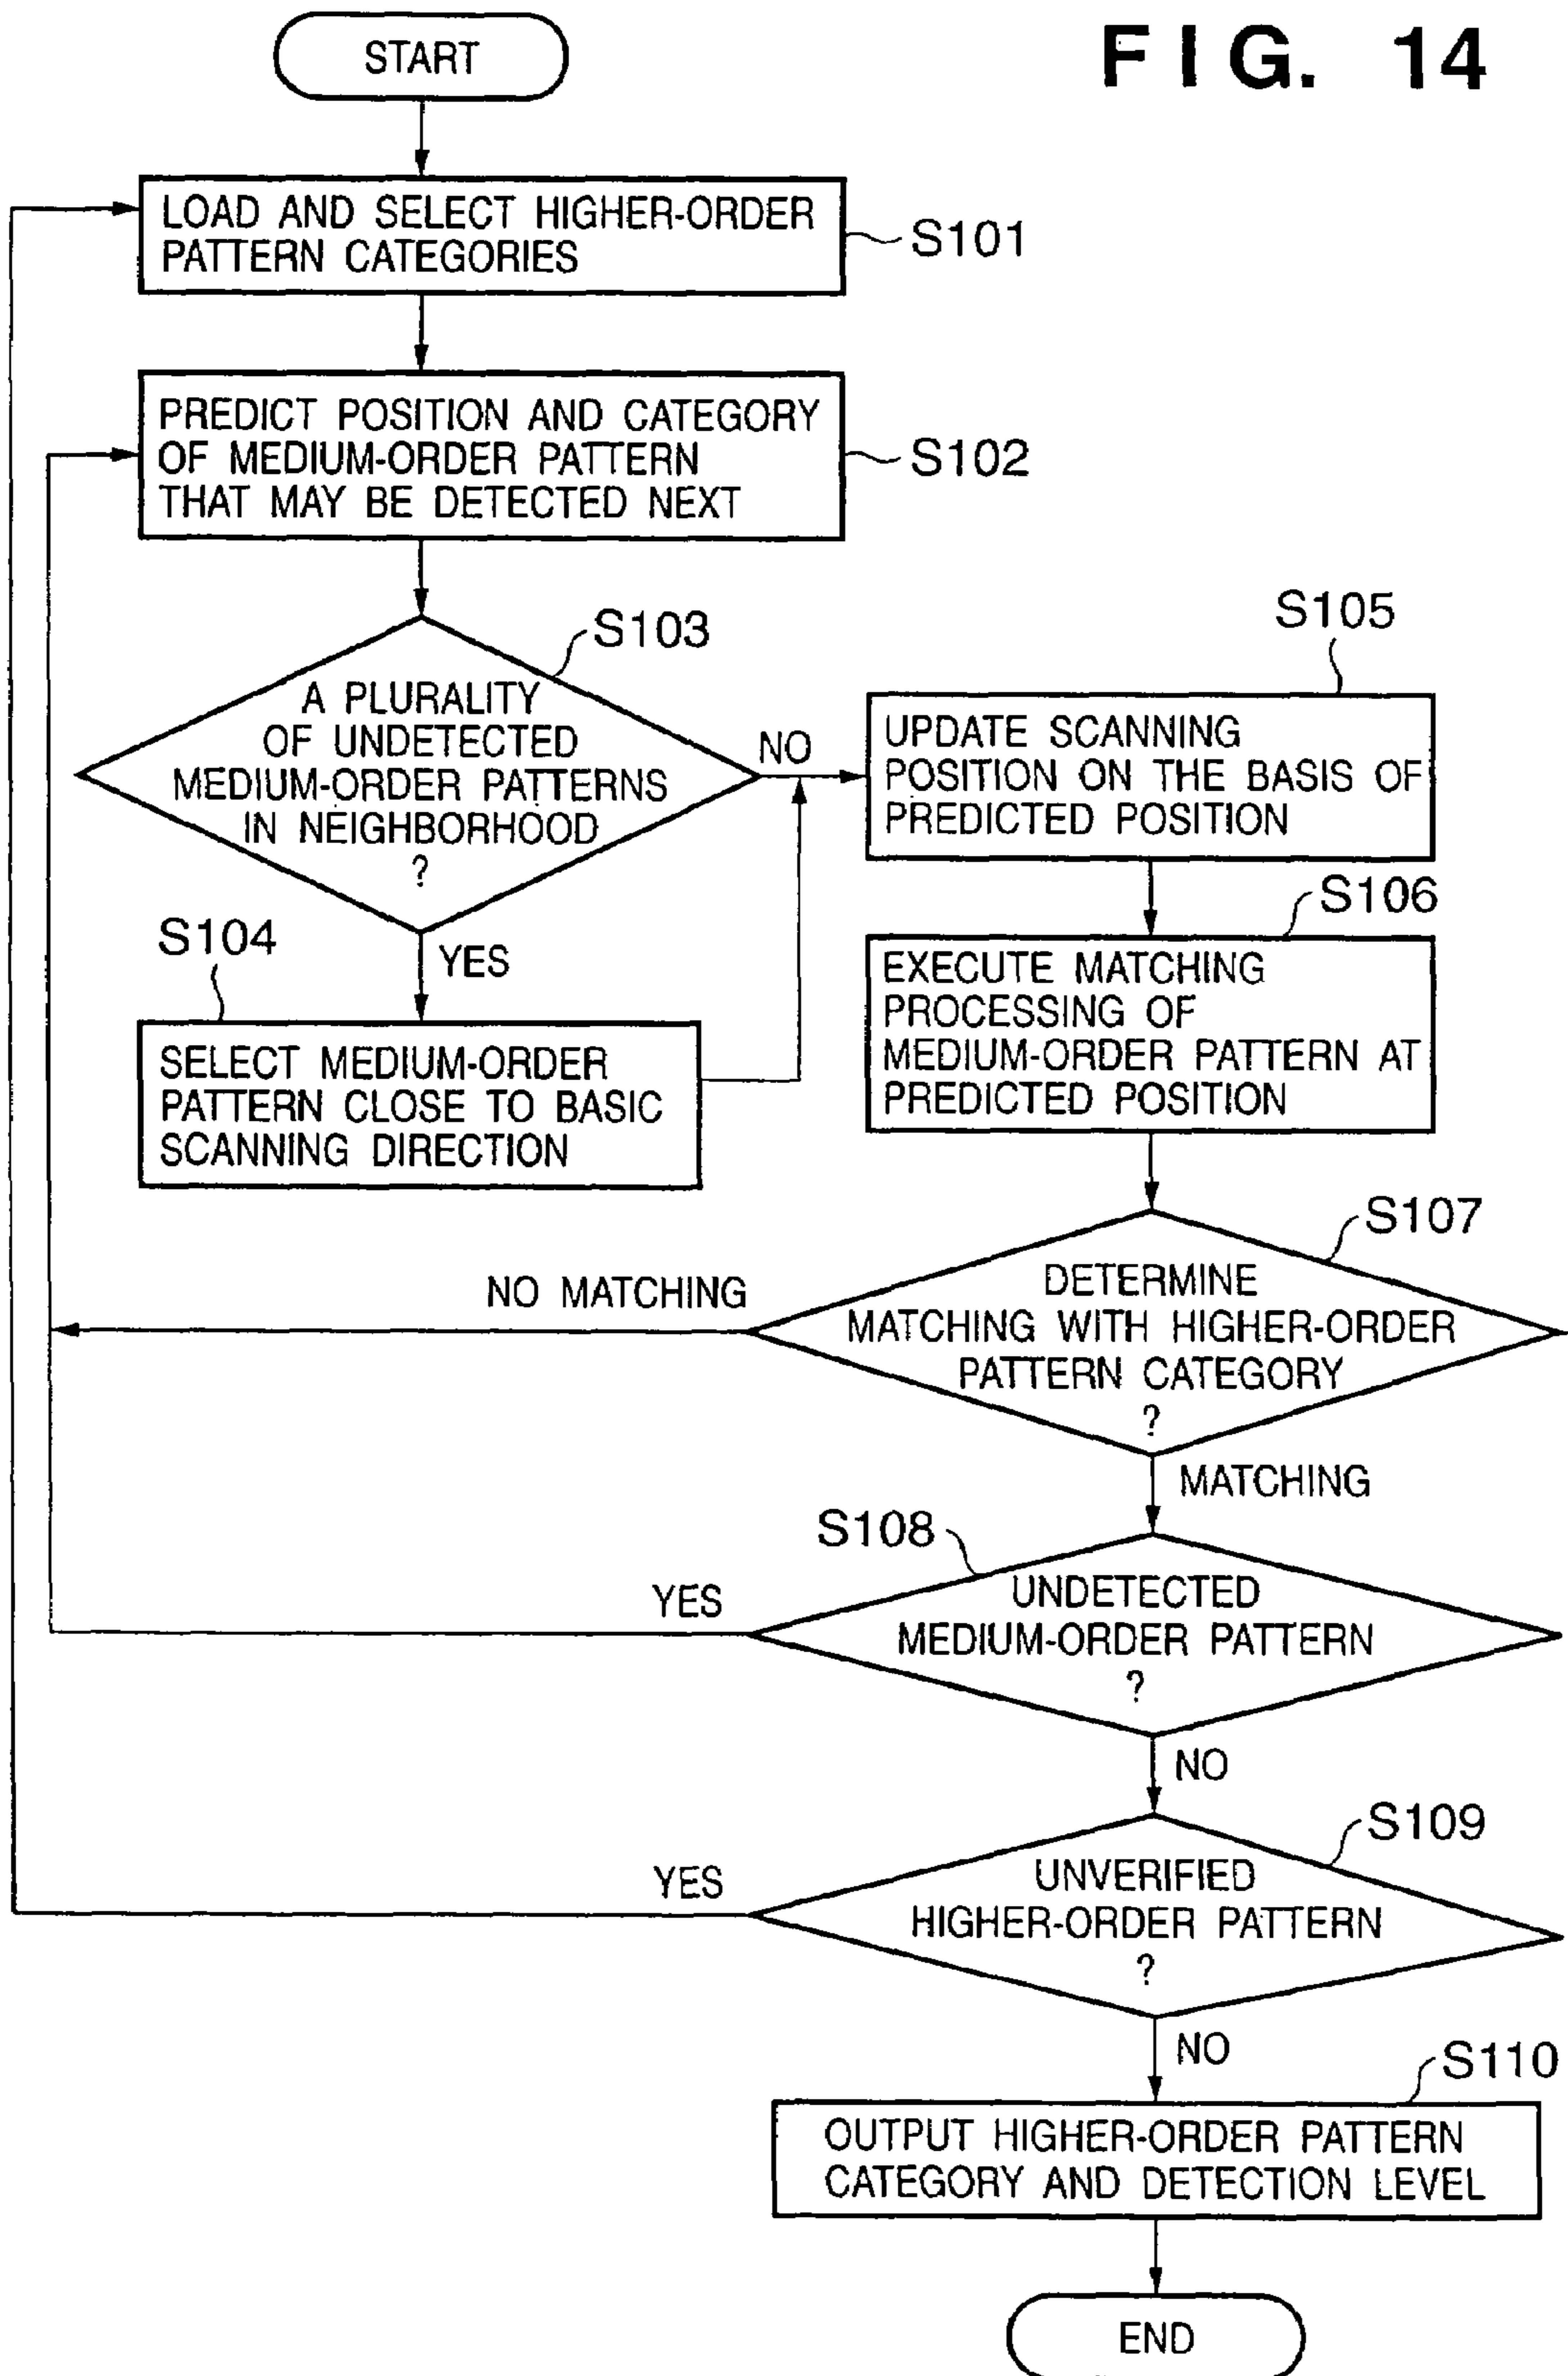 FIG. 14
START
LOAD AND SELECT HIGHER-ORDER
PATTERN CATEGORIES
S101
PREDICT POSITION AND CATEGORY
OF MEDIUM-ORDER PATTERN
THAT MAY BE DETECTED NEXT
S102
S103
A PLURALITY
OF UNDETECTED
MEDIUM-ORDER PATTERNS
IN NEIGHBORHOOD
?
NO
YES
S104
SELECT MEDIUM-ORDER
PATTERN CLOSE TO BASIC
SCANNING DIRECTION
S105
UPDATE SCANNING
POSITION ON THE BASIS OF
PREDICTED POSITION
S106
EXECUTE MATCHING
PROCESSING OF
MEDIUM-ORDER PATTERN AT
PREDICTED POSITION
S107
DETERMINE
MATCHING WITH HIGHER-ORDER
PATTERN CATEGORY
?
NO MATCHING
MATCHING
S108
UNDETECTED
MEDIUM-ORDER PATTERN
?
YES
NO
S109
UNVERIFIED
HIGHER-ORDER PATTERN
?
YES
NO
S110
OUTPUT HIGHER-ORDER PATTERN
CATEGORY AND DETECTION LEVEL
END